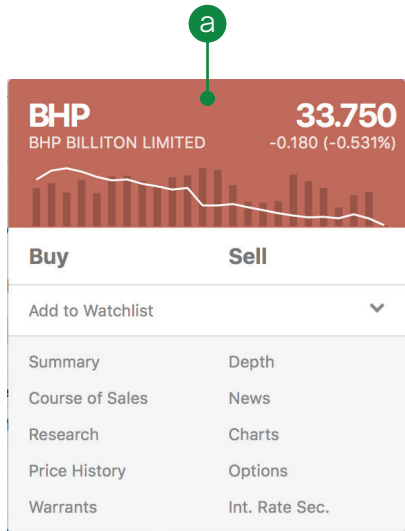 a
BHP 33.750
BHP BILLITON LIMITED -0.180 (-0.531%)
Buy Sell
Add to Watchlist
Summary Depth
Course of Sales News
Research Charts
Price History Options
Warrants Int. Rate Sec.